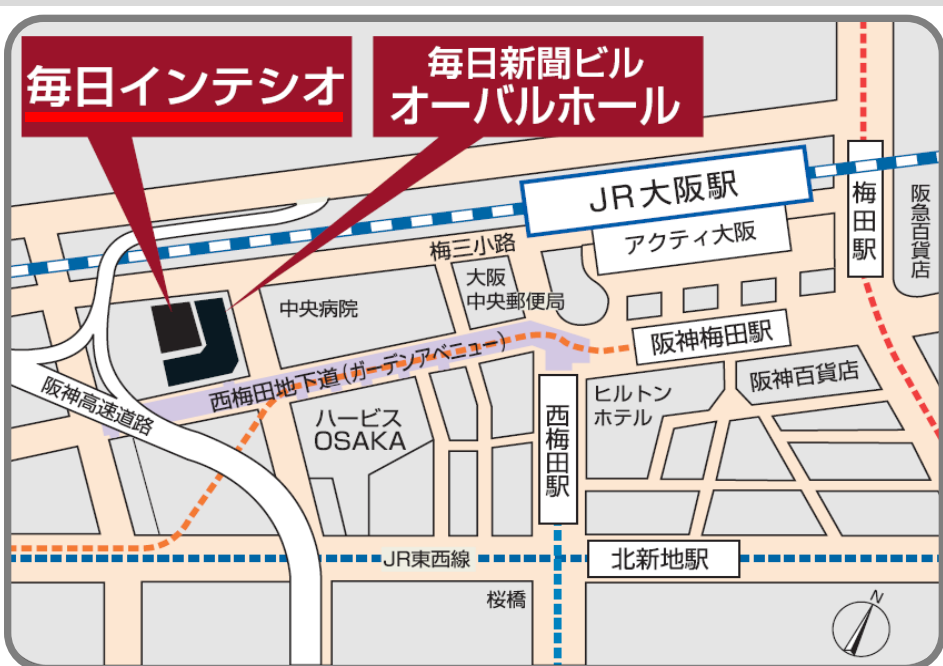 毎日インテシオ
毎日新聞ビル
オーバルホール
JR大阪駅
アクティ大阪
梅田駅
阪急百貨店
梅三小路
大阪
中央郵便局
中央病院
阪神梅田駅
西梅田地下道(ガーデンアベニュー)
阪神高速道路
ハービス
OSAKA
西梅田駅
ヒルトン
ホテル
阪神百貨店
JR東西線
北新地駅
桜橋
N